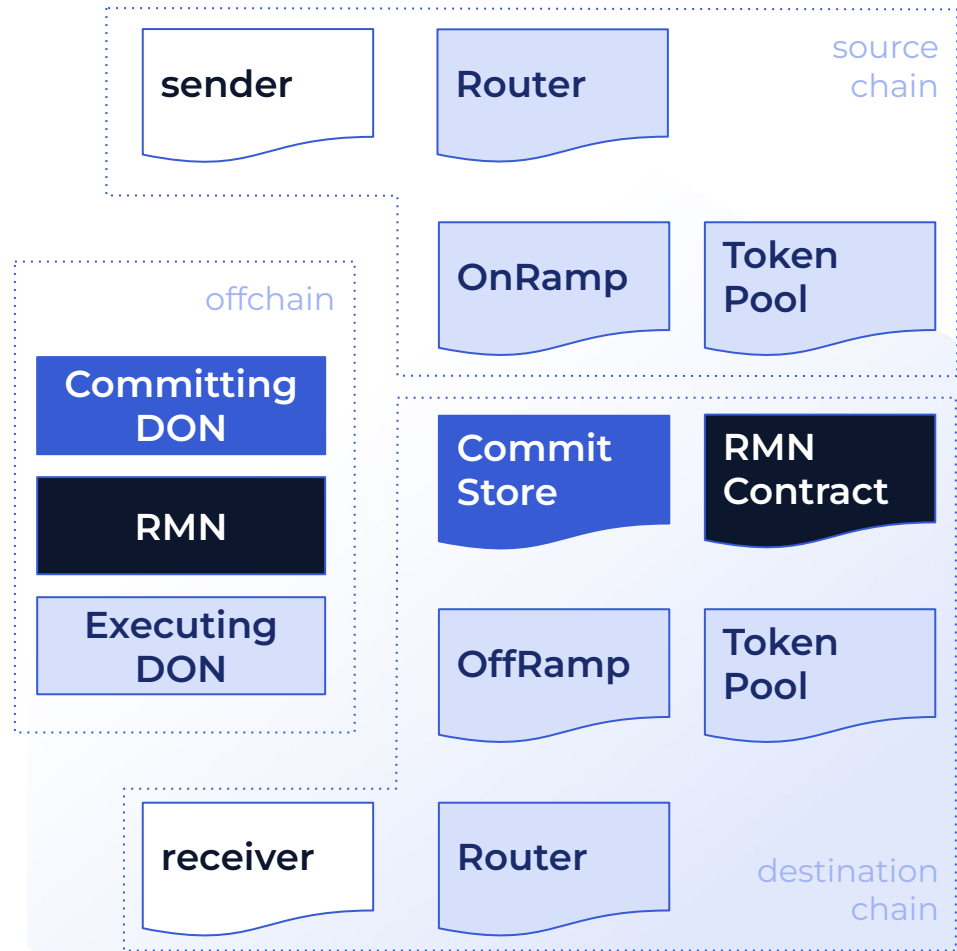 sender
Router
source
chain
OnRamp
Token
Pool
offchain
Committing
DON
RMN
Executing
DON
Commit
Store
RMN
Contract
OffRamp
Token
Pool
receiver
Router
destination
chain